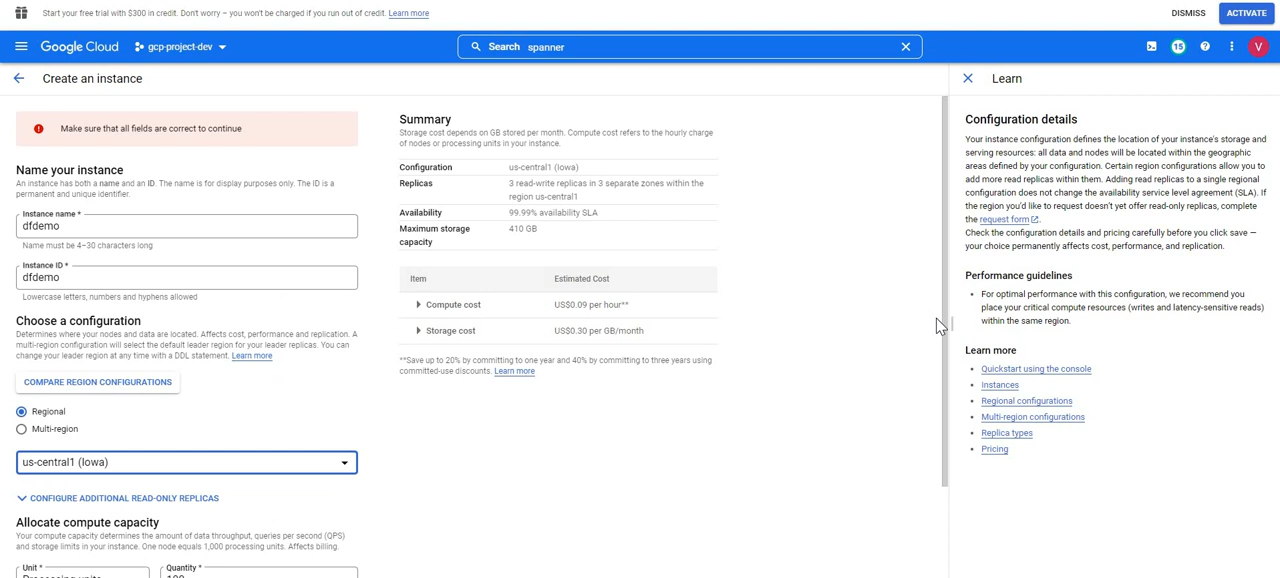 Start your free trial with $300 in credit. Don't worry – you won't be charged if you run out of credit. Learn more
DISMISS
ACTIVATE
Google Cloud
gcp-project-dev
Search spanner
15
V
Create an instance
Learn
Make sure that all fields are correct to continue
Name your instance
An instance has both a name and an ID. The name is for display purposes only. The ID is a
permanent and unique identifier.
Instance name *
dfdemo
Name must be 4–30 characters long
Instance ID *
dfdemo
Lowercase letters, numbers and hyphens allowed
Choose a configuration
Determines where your nodes and data are located. Affects cost, performance and replication. A
multi-region configuration will select the default leader region for your leader replicas. You can
change your leader region at any time with a DDL statement. Learn more
COMPARE REGION CONFIGURATIONS
Regional
Multi-region
us-central1 (Iowa)
CONFIGURE ADDITIONAL READ-ONLY REPLICAS
Allocate compute capacity
Your compute capacity determines the amount of data throughput, queries per second (QPS)
and storage limits in your instance. One node equals 1,000 processing units. Affects billing.
Unit *
Processing units
Quantity *
100
Summary
Storage cost depends on GB stored per month. Compute cost refers to the hourly charge
of nodes or processing units in your instance.
Configuration us-central1 (Iowa)
Replicas 3 read-write replicas in 3 separate zones within the
region us-central1
Availability 99.99% availability SLA
Maximum storage 410 GB
capacity
Item Estimated Cost
Compute cost US$0.09 per hour**
Storage cost US$0.30 per GB/month
**Save up to 20% by committing to one year and 40% by committing to three years using
committed-use discounts. Learn more
Configuration details
Your instance configuration defines the location of your instance's storage and
serving resources: all data and nodes will be located within the geographic
areas defined by your configuration. Certain region configurations allow you to
add more read replicas within them. Adding read replicas to a single regional
configuration does not change the availability service level agreement (SLA). If
the region you'd like to request doesn't yet offer read-only replicas, complete
the request form.
Check the configuration details and pricing carefully before you click save —
your choice permanently affects cost, performance, and replication.
Performance guidelines
• For optimal performance with this configuration, we recommend you
place your critical compute resources (writes and latency-sensitive reads)
within the same region.
Learn more
• Quickstart using the console
• Instances
• Regional configurations
• Multi-region configurations
• Replica types
• Pricing